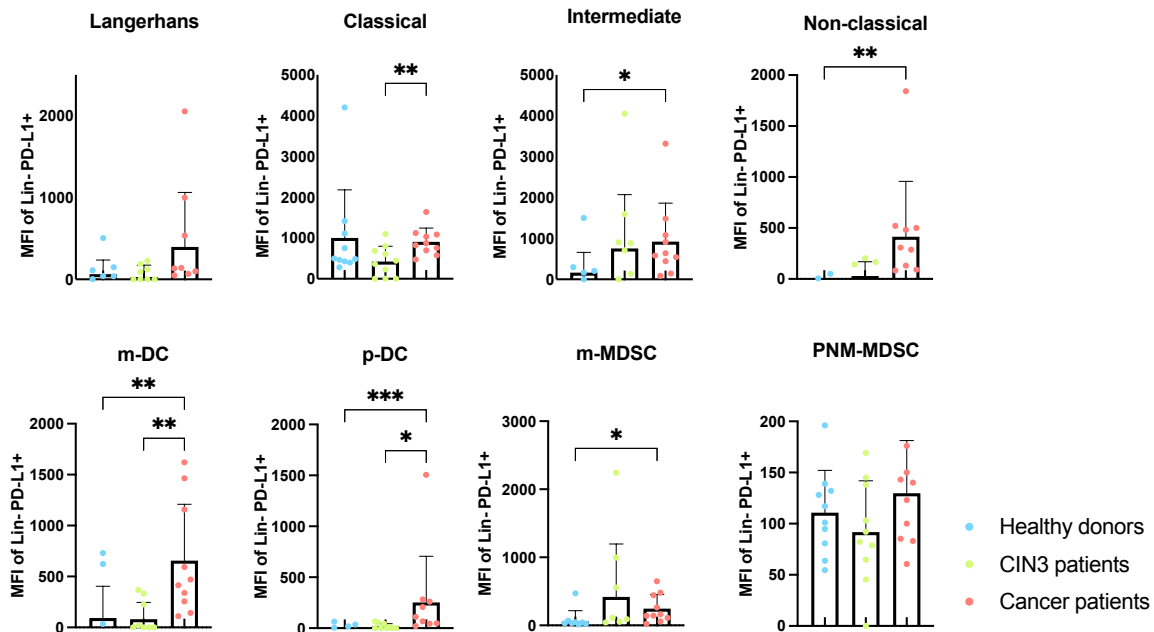 Langerhans
Classical
Intermediate
Non-classical
MFI of Lin- PD-L1+
2000
1000
0
MFI of Lin- PD-L1+
5000
4000
3000
2000
1000
0
**
MFI of Lin- PD-L1+
5000
4000
3000
2000
1000
0
*
MFI of Lin- PD-L1+
2000
1500
1000
500
0
**
m-DC
p-DC
m-MDSC
PNM-MDSC
MFI of Lin- PD-L1+
2000
1500
1000
500
0
**
**
MFI of Lin- PD-L1+
2000
1500
1000
500
0
***
*
MFI of Lin- PD-L1+
3000
2000
1000
0
*
MFI of Lin- PD-L1+
200
150
100
50
0
Healthy donors
CIN3 patients
Cancer patients